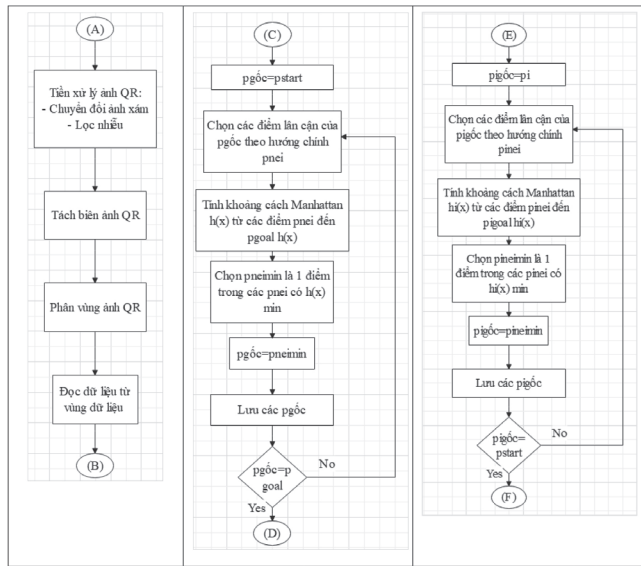 (A)
Tiền xử lý ảnh QR:
- Chuyển đổi ảnh xám
- Lọc nhiễu
Tách biên ảnh QR
Phân vùng ảnh QR
Đọc dữ liệu từ
vùng dữ liệu
(B)
(C)
pgốc=pstart
Chọn các điểm lân cận của
pgốc theo hướng chính
pnei
Tính khoảng cách Manhattan
h(x) từ các điểm pnei đến
pgoal h(x)
Chọn pneimin là 1 điểm
trong các pnei có h(x)
min
pgốc=pneimin
Lưu các pgốc
pgốc=p
goal
No
Yes
(D)
(E)
pigốc=pi
Chọn các điểm lân cận của
pigốc theo hướng chính
pinei
Tính khoảng cách Manhattan
hi(x) từ các điểm pinei đến
pigoal hi(x)
Chọn pineimin là 1
điểm trong các pinei có
hi(x) min
pigốc=pineimin
Lưu các pigốc
pigốc=
pstart
No
Yes
(F)